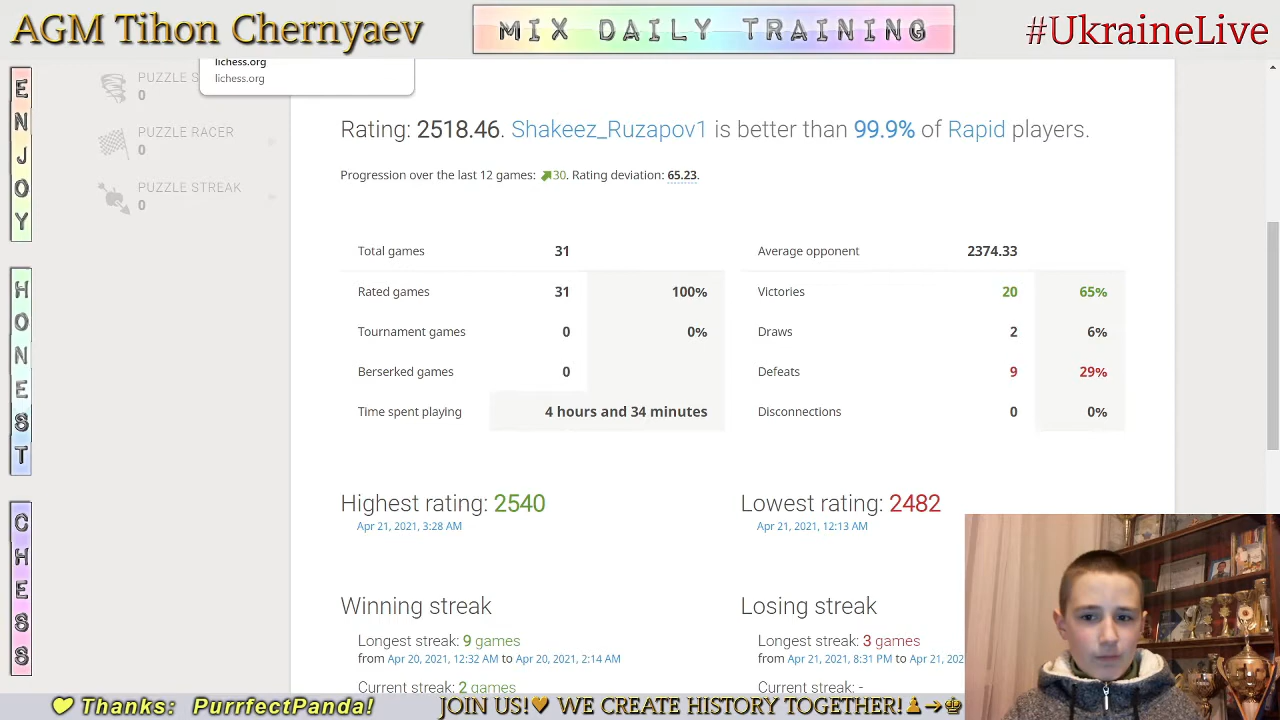 AGM Tihon Chernyaev
MIX DAILY TRAINING
#UkraineLive
ENJOY
HONEST
CHESS
lichess.org
lichess.org
PUZZLE S
0
PUZZLE RACER
0
PUZZLE STREAK
0
Rating: 2518.46. Shakeez_Ruzapov1 is better than 99.9% of Rapid players.
Progression over the last 12 games: 30. Rating deviation: 65.23.
Total games 31
Rated games 31 100%
Tournament games 0 0%
Berserked games 0
Time spent playing 4 hours and 34 minutes
Average opponent 2374.33
Victories 20 65%
Draws 2 6%
Defeats 9 29%
Disconnections 0 0%
Highest rating: 2540
Apr 21, 2021, 3:28 AM
Lowest rating: 2482
Apr 21, 2021, 12:13 AM
Winning streak
Longest streak: 9 games
from Apr 20, 2021, 12:32 AM to Apr 20, 2021, 2:14 AM
Current streak: 2 games
Losing streak
Longest streak: 3 games
from Apr 21, 2021, 8:31 PM to Apr 21, 202
Current streak: -
Thanks: PurrfectPanda!
JOIN US!🧡 WE CREATE HISTORY TOGETHER!♟→♚